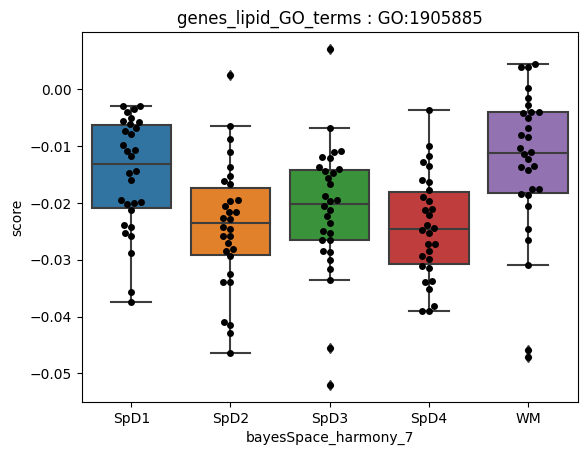 genes_lipid_GO_terms : GO:1905885
score
0.00
−0.01
−0.02
−0.03
−0.04
−0.05
SpD1 SpD2 SpD3 SpD4 WM
bayesSpace_harmony_7